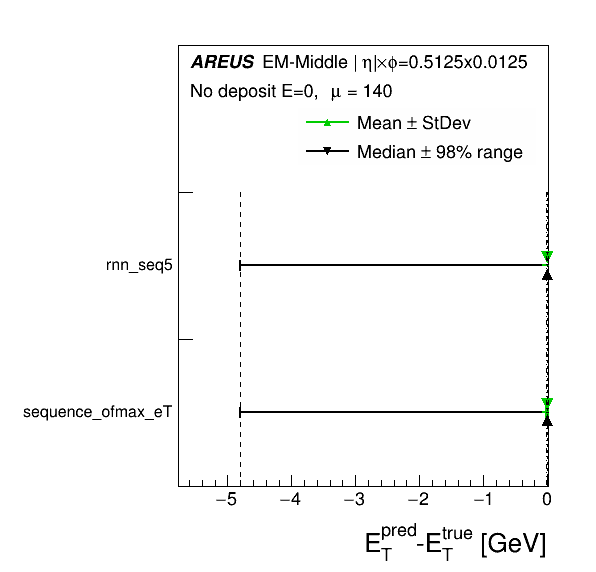 AREUS EM-Middle |η|×ϕ=0.5125x0.0125
No deposit E=0, μ = 140
Mean ± StDev
Median ± 98% range
rnn_seq5
sequence_ofmax_eT
−5 −4 −3 −2 −1 0
E_T^pred-E_T^true [GeV]